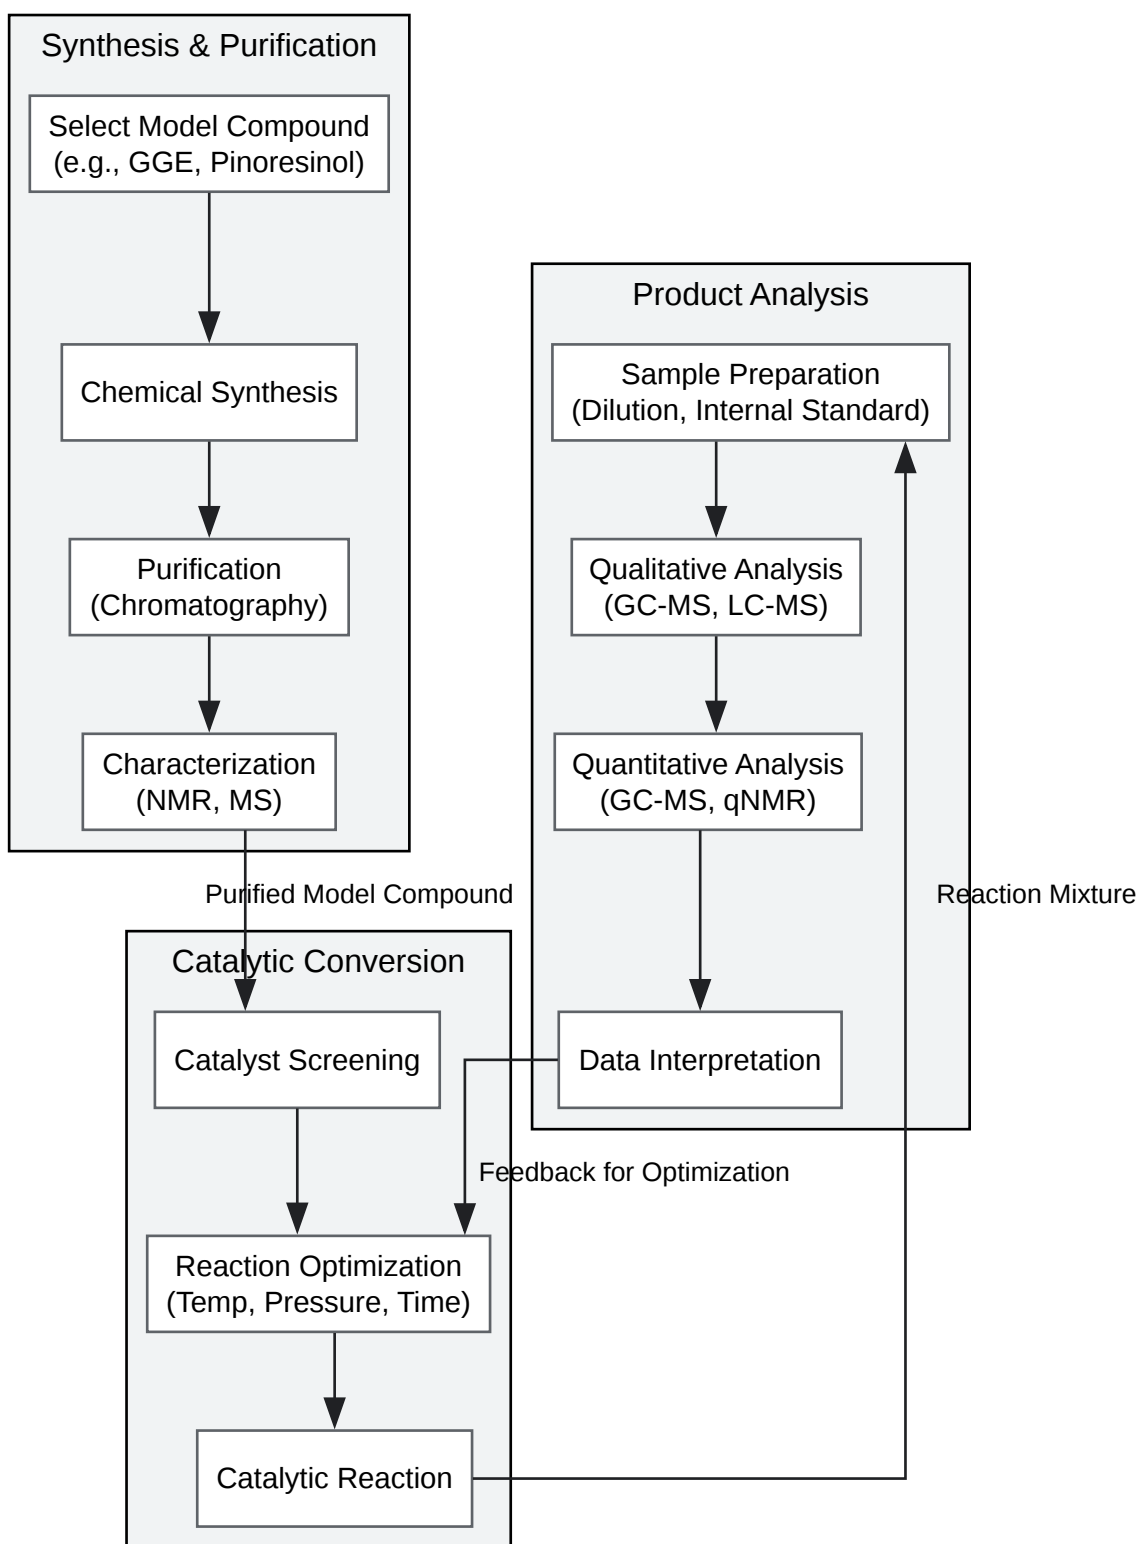 Synthesis & Purification
Select Model Compound
(e.g., GGE, Pinoresinol)
Chemical Synthesis
Purification
(Chromatography)
Characterization
(NMR, MS)
Purified Model Compound
Catalytic Conversion
Catalyst Screening
Reaction Optimization
(Temp, Pressure, Time)
Catalytic Reaction
Product Analysis
Sample Preparation
(Dilution, Internal Standard)
Qualitative Analysis
(GC-MS, LC-MS)
Quantitative Analysis
(GC-MS, qNMR)
Data Interpretation
Feedback for Optimization
Reaction Mixture